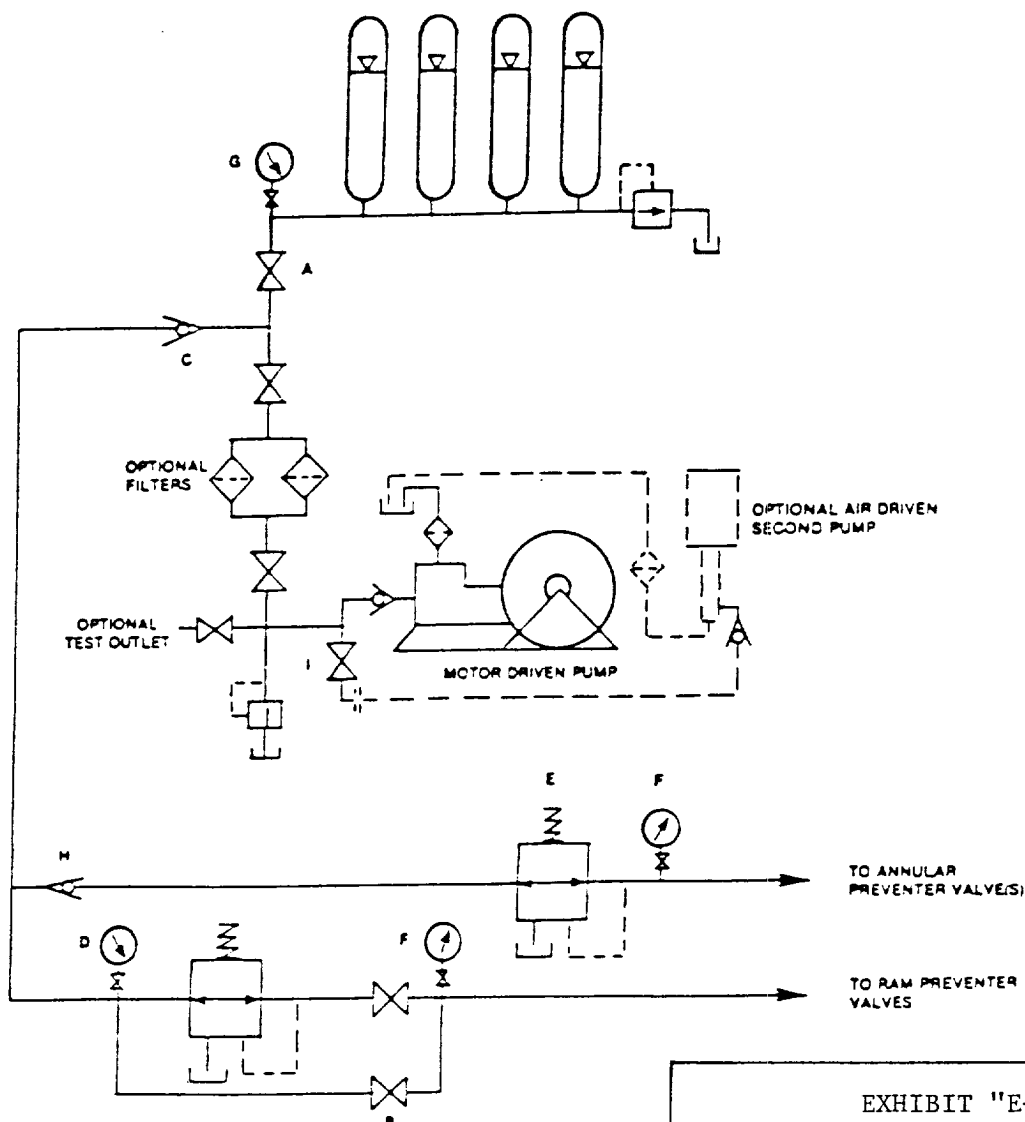 G
A
C
OPTIONAL
FILTERS
OPTIONAL AIR DRIVEN
SECOND PUMP
OPTIONAL
TEST OUTLET
I
MOTOR DRIVEN PUMP
E
F
H
TO ANNULAR
PREVENTER VALVE(S)
D
F
TO RAM PREVENTER
VALVES
EXHIBIT "E-